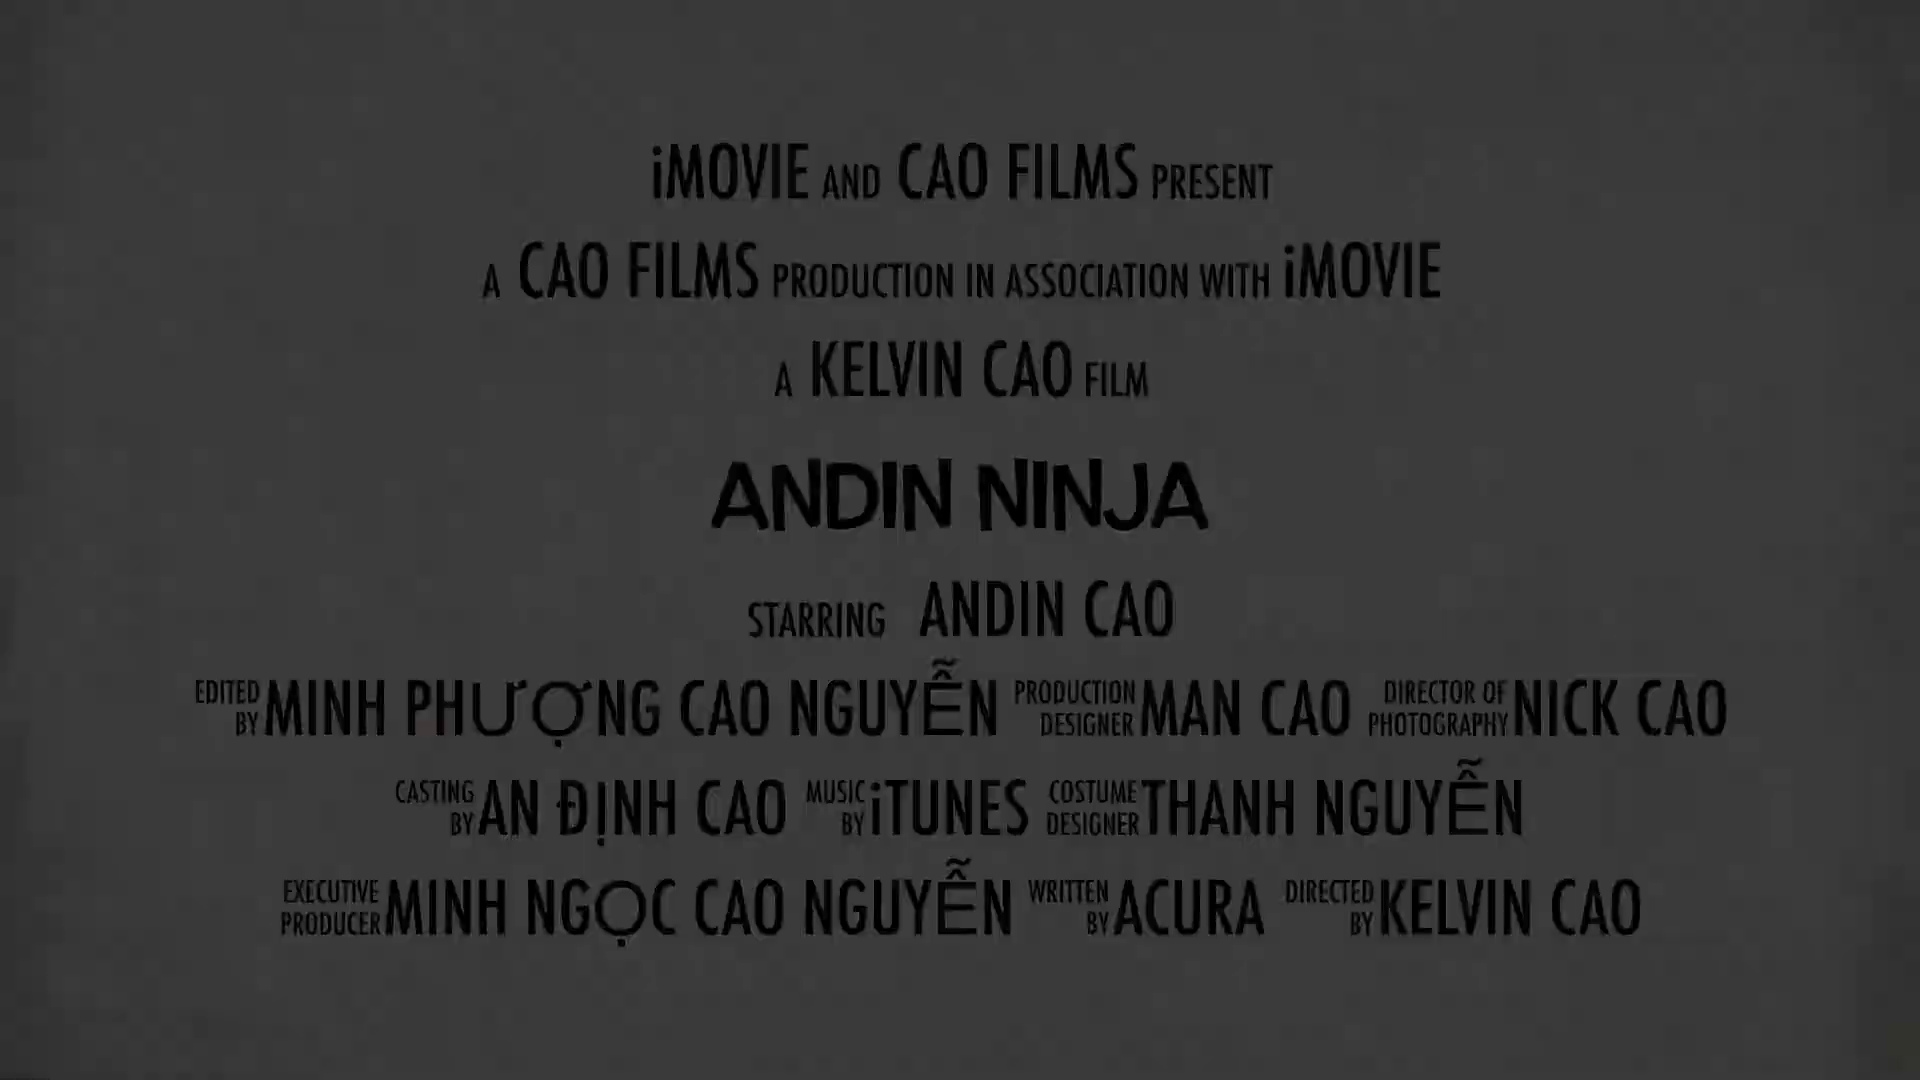 iMOVIE AND CAO FILMS PRESENT
A CAO FILMS PRODUCTION IN ASSOCIATION WITH iMOVIE
A KELVIN CAO FILM
ANDIN NINJA
STARRING ANDIN CAO
EDITED BY MINH PHƯỢNG CAO NGUYỄN PRODUCTION DESIGNER MAN CAO DIRECTOR OF PHOTOGRAPHY NICK CAO
CASTING BY AN ĐỊNH CAO MUSIC BY iTUNES COSTUME DESIGNER THANH NGUYỄN
EXECUTIVE PRODUCER MINH NGỌC CAO NGUYỄN WRITTEN BY ACURA DIRECTED BY KELVIN CAO